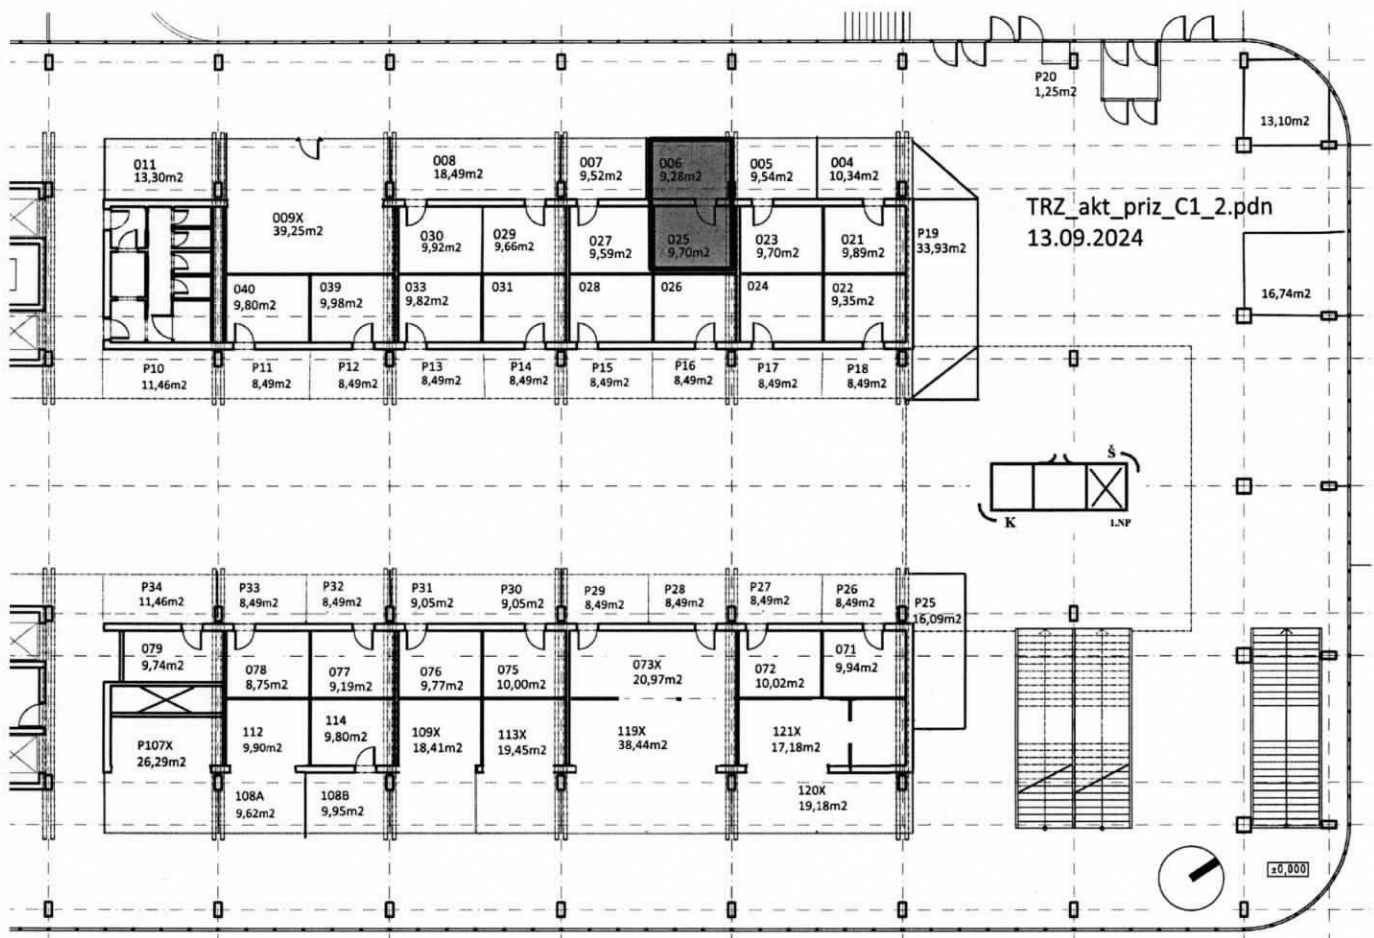 P20
1,25m2
13,10m2
011
13,30m2
008
18,49m2
007
9,52m2
006
9,28m2
005
9,54m2
004
10,34m2
TRZ_akt_priz_C1_2.pdn
13.09.2024
009X
39,25m2
030
9,92m2
029
9,66m2
027
9,59m2
025
9,70m2
023
9,70m2
021
9,89m2
P19
33,93m2
16,74m2
040
9,80m2
039
9,98m2
033
9,82m2
031
028
026
024
022
9,35m2
P10
11,46m2
P11
8,49m2
P12
8,49m2
P13
8,49m2
P14
8,49m2
P15
8,49m2
P16
8,49m2
P17
8,49m2
P18
8,49m2
Š
K
1.NP
P34
11,46m2
P33
8,49m2
P32
8,49m2
P31
9,05m2
P30
9,05m2
P29
8,49m2
P28
8,49m2
P27
8,49m2
P26
8,49m2
P25
16,09m2
079
9,74m2
078
8,75m2
077
9,19m2
076
9,77m2
075
10,00m2
073X
20,97m2
072
10,02m2
071
9,94m2
P107X
26,29m2
112
9,90m2
114
9,80m2
109X
18,41m2
113X
19,45m2
119X
38,44m2
121X
17,18m2
108A
9,62m2
108B
9,95m2
120X
19,18m2
±0,000